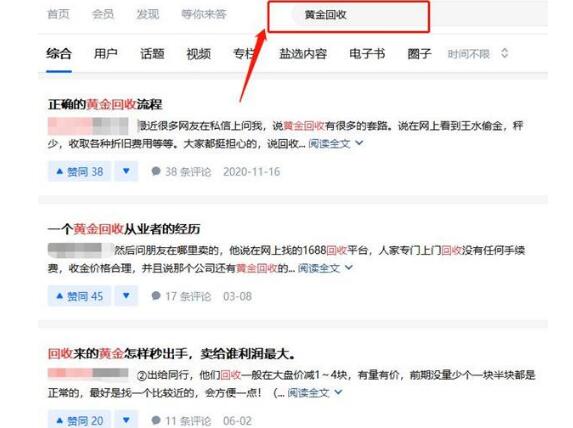 首页 会员 发现 等你来答 黄金回收
综合 用户 话题 视频 专栏 盐选内容 电子书 圈子 时间不限
正确的黄金回收流程
最近很多网友在私信上问我，说黄金回收有很多的套路。说在网上看到王水偷金，秤
少，收取各种折旧费用等等。大家都挺担心的，说回收... 阅读全文
赞同 38 38 条评论 2020-11-16
一个黄金回收从业者的经历
然后问朋友在哪里卖的，他说在网上找的1688回收平台，人家专门上门回收没有任何手续
费，收金价格合理，并且说那个公司还有黄金回收的... 阅读全文
赞同 45 17 条评论 03-08
回收来的黄金怎样秒出手，卖给谁利润最大。
②出给同行，他们回收一般在大盘价减1～4块，有量有价，前期没量少个一块半块都是
正常的，最好是找一个比较近的，会方便一点！（... 阅读全文
赞同 20 11 条评论 06-02